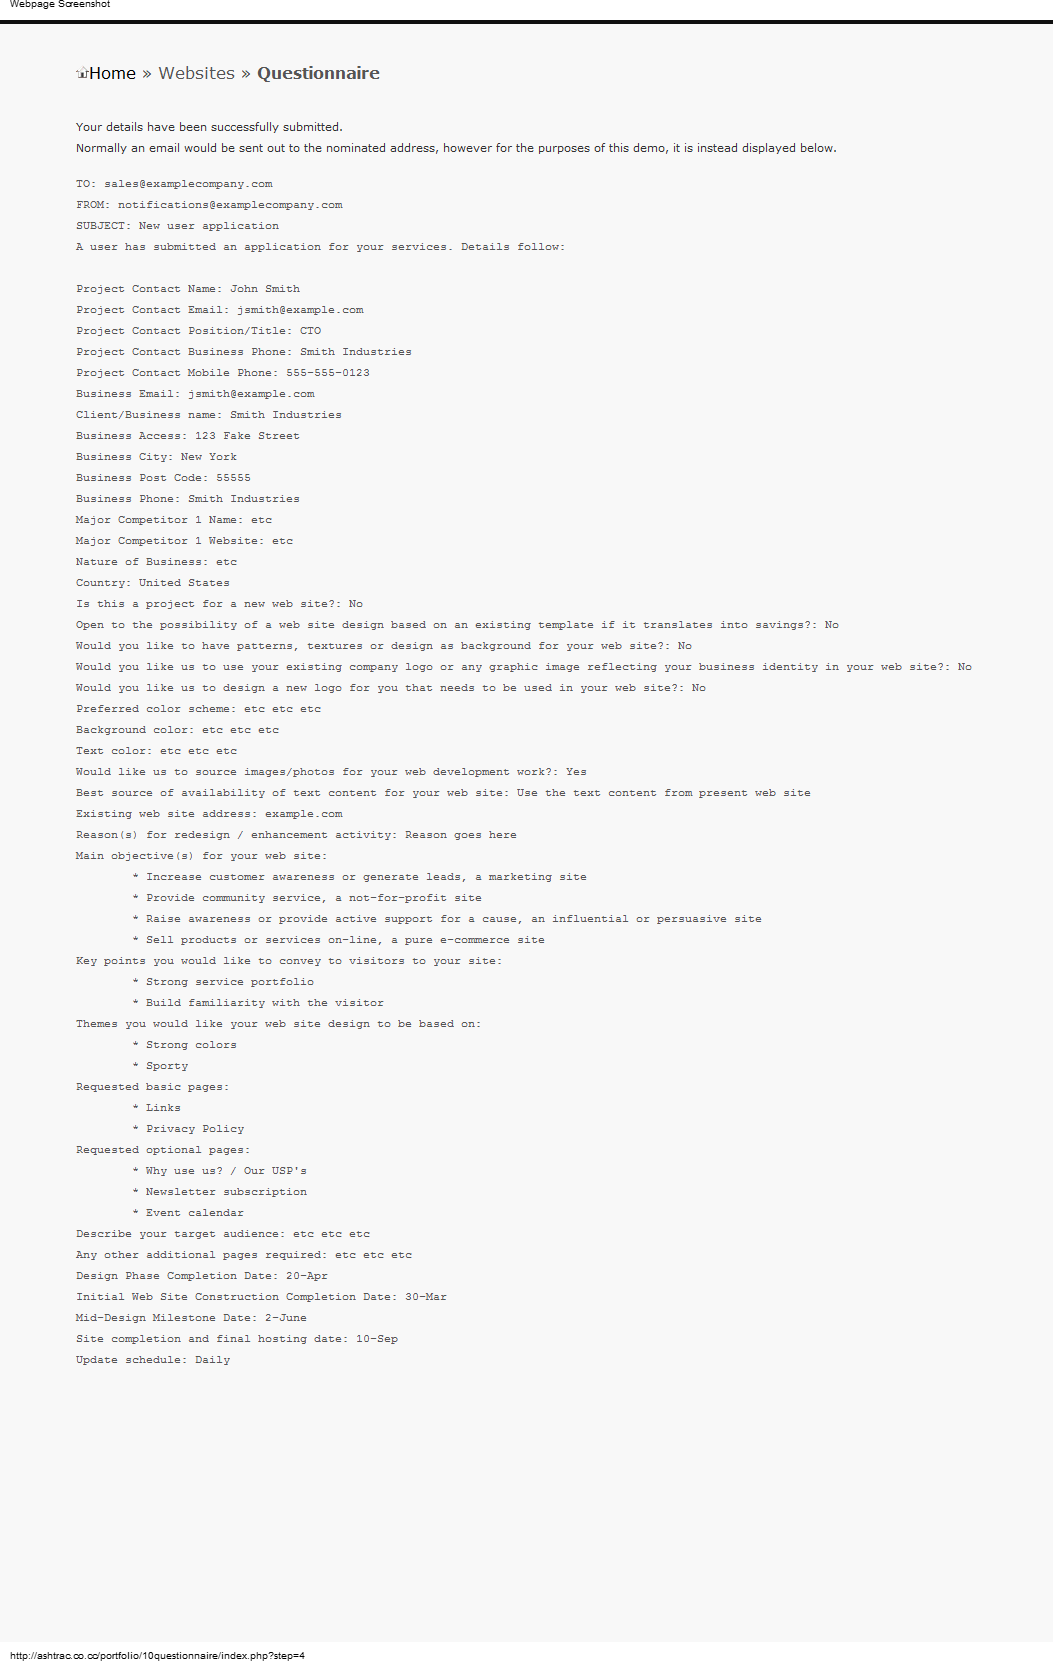 Webpage Screenshot
Home » Websites » Questionnaire
Your details have been successfully submitted.
Normally an email would be sent out to the nominated address, however for the purposes of this demo, it is instead displayed below.
TO: sales@examplecompany.com
FROM: notifications@examplecompany.com
SUBJECT: New user application
A user has submitted an application for your services. Details follow:
Project Contact Name: John Smith
Project Contact Email: jsmith@example.com
Project Contact Position/Title: CTO
Project Contact Business Phone: Smith Industries
Project Contact Mobile Phone: 555-555-0123
Business Email: jsmith@example.com
Client/Business name: Smith Industries
Business Access: 123 Fake Street
Business City: New York
Business Post Code: 55555
Business Phone: Smith Industries
Major Competitor 1 Name: etc
Major Competitor 1 Website: etc
Nature of Business: etc
Country: United States
Is this a project for a new web site?: No
Open to the possibility of a web site design based on an existing template if it translates into savings?: No
Would you like to have patterns, textures or design as background for your web site?: No
Would you like us to use your existing company logo or any graphic image reflecting your business identity in your web site?: No
Would you like us to design a new logo for you that needs to be used in your web site?: No
Preferred color scheme: etc etc etc
Background color: etc etc etc
Text color: etc etc etc
Would like us to source images/photos for your web development work?: Yes
Best source of availability of text content for your web site: Use the text content from present web site
Existing web site address: example.com
Reason(s) for redesign / enhancement activity: Reason goes here
Main objective(s) for your web site:
* Increase customer awareness or generate leads, a marketing site
* Provide community service, a not-for-profit site
* Raise awareness or provide active support for a cause, an influential or persuasive site
* Sell products or services on-line, a pure e-commerce site
Key points you would like to convey to visitors to your site:
* Strong service portfolio
* Build familiarity with the visitor
Themes you would like your web site design to be based on:
* Strong colors
* Sporty
Requested basic pages:
* Links
* Privacy Policy
Requested optional pages:
* Why use us? / Our USP's
* Newsletter subscription
* Event calendar
Describe your target audience: etc etc etc
Any other additional pages required: etc etc etc
Design Phase Completion Date: 20-Apr
Initial Web Site Construction Completion Date: 30-Mar
Mid-Design Milestone Date: 2-June
Site completion and final hosting date: 10-Sep
Update schedule: Daily
http://ashtrac.co.cc/portfolio/10questionnaire/index.php?step=4